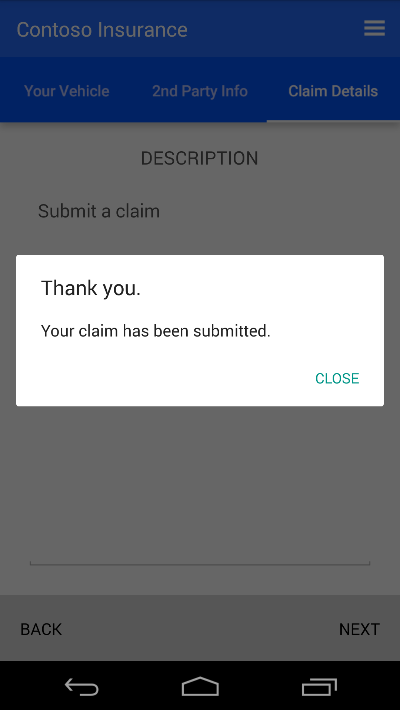 Contoso Insurance
Your Vehicle 2nd Party Info Claim Details
DESCRIPTION
Submit a claim
Thank you.
Your claim has been submitted.
CLOSE
BACK NEXT